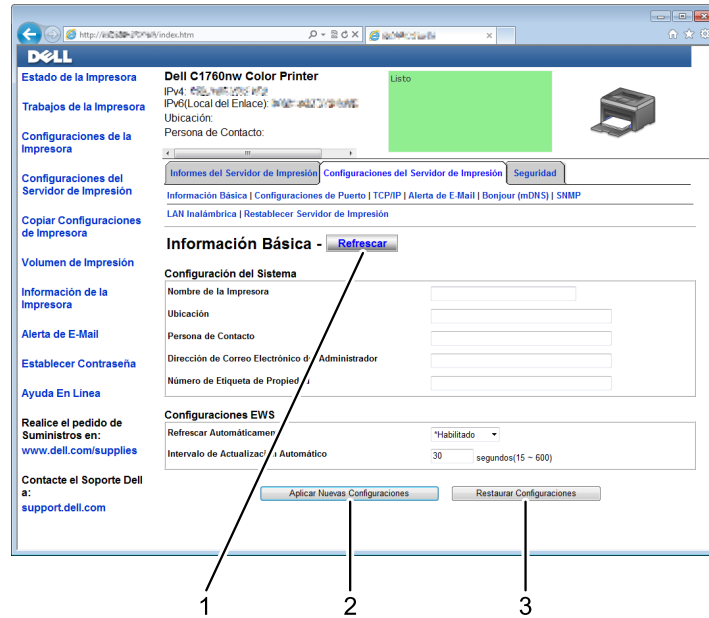 http:// /index.htm
DELL
Estado de la Impresora
Trabajos de la Impresora
Configuraciones de la Impresora
Configuraciones del Servidor de Impresión
Copiar Configuraciones de Impresora
Volumen de Impresión
Información de la Impresora
Alerta de E-Mail
Establecer Contraseña
Ayuda En Linea
Realice el pedido de Suministros en:
www.dell.com/supplies
Contacte el Soporte Dell a:
support.dell.com
Dell C1760nw Color Printer
IPv4:
IPv6(Local del Enlace):
Ubicación:
Persona de Contacto:
Listo
Informes del Servidor de Impresión Configuraciones del Servidor de Impresión Seguridad
Información Básica | Configuraciones de Puerto | TCP/IP | Alerta de E-Mail | Bonjour (mDNS) | SNMP
LAN Inalámbrica | Restablecer Servidor de Impresión
Información Básica - Refrescar
Configuración del Sistema
Nombre de la Impresora
Ubicación
Persona de Contacto
Dirección de Correo Electrónico del Administrador
Número de Etiqueta de Propiedad
Configuraciones EWS
Refrescar Automáticamente *Habilitado
Intervalo de Actualización Automático 30 segundos(15 ~ 600)
Aplicar Nuevas Configuraciones Restaurar Configuraciones
1 2 3